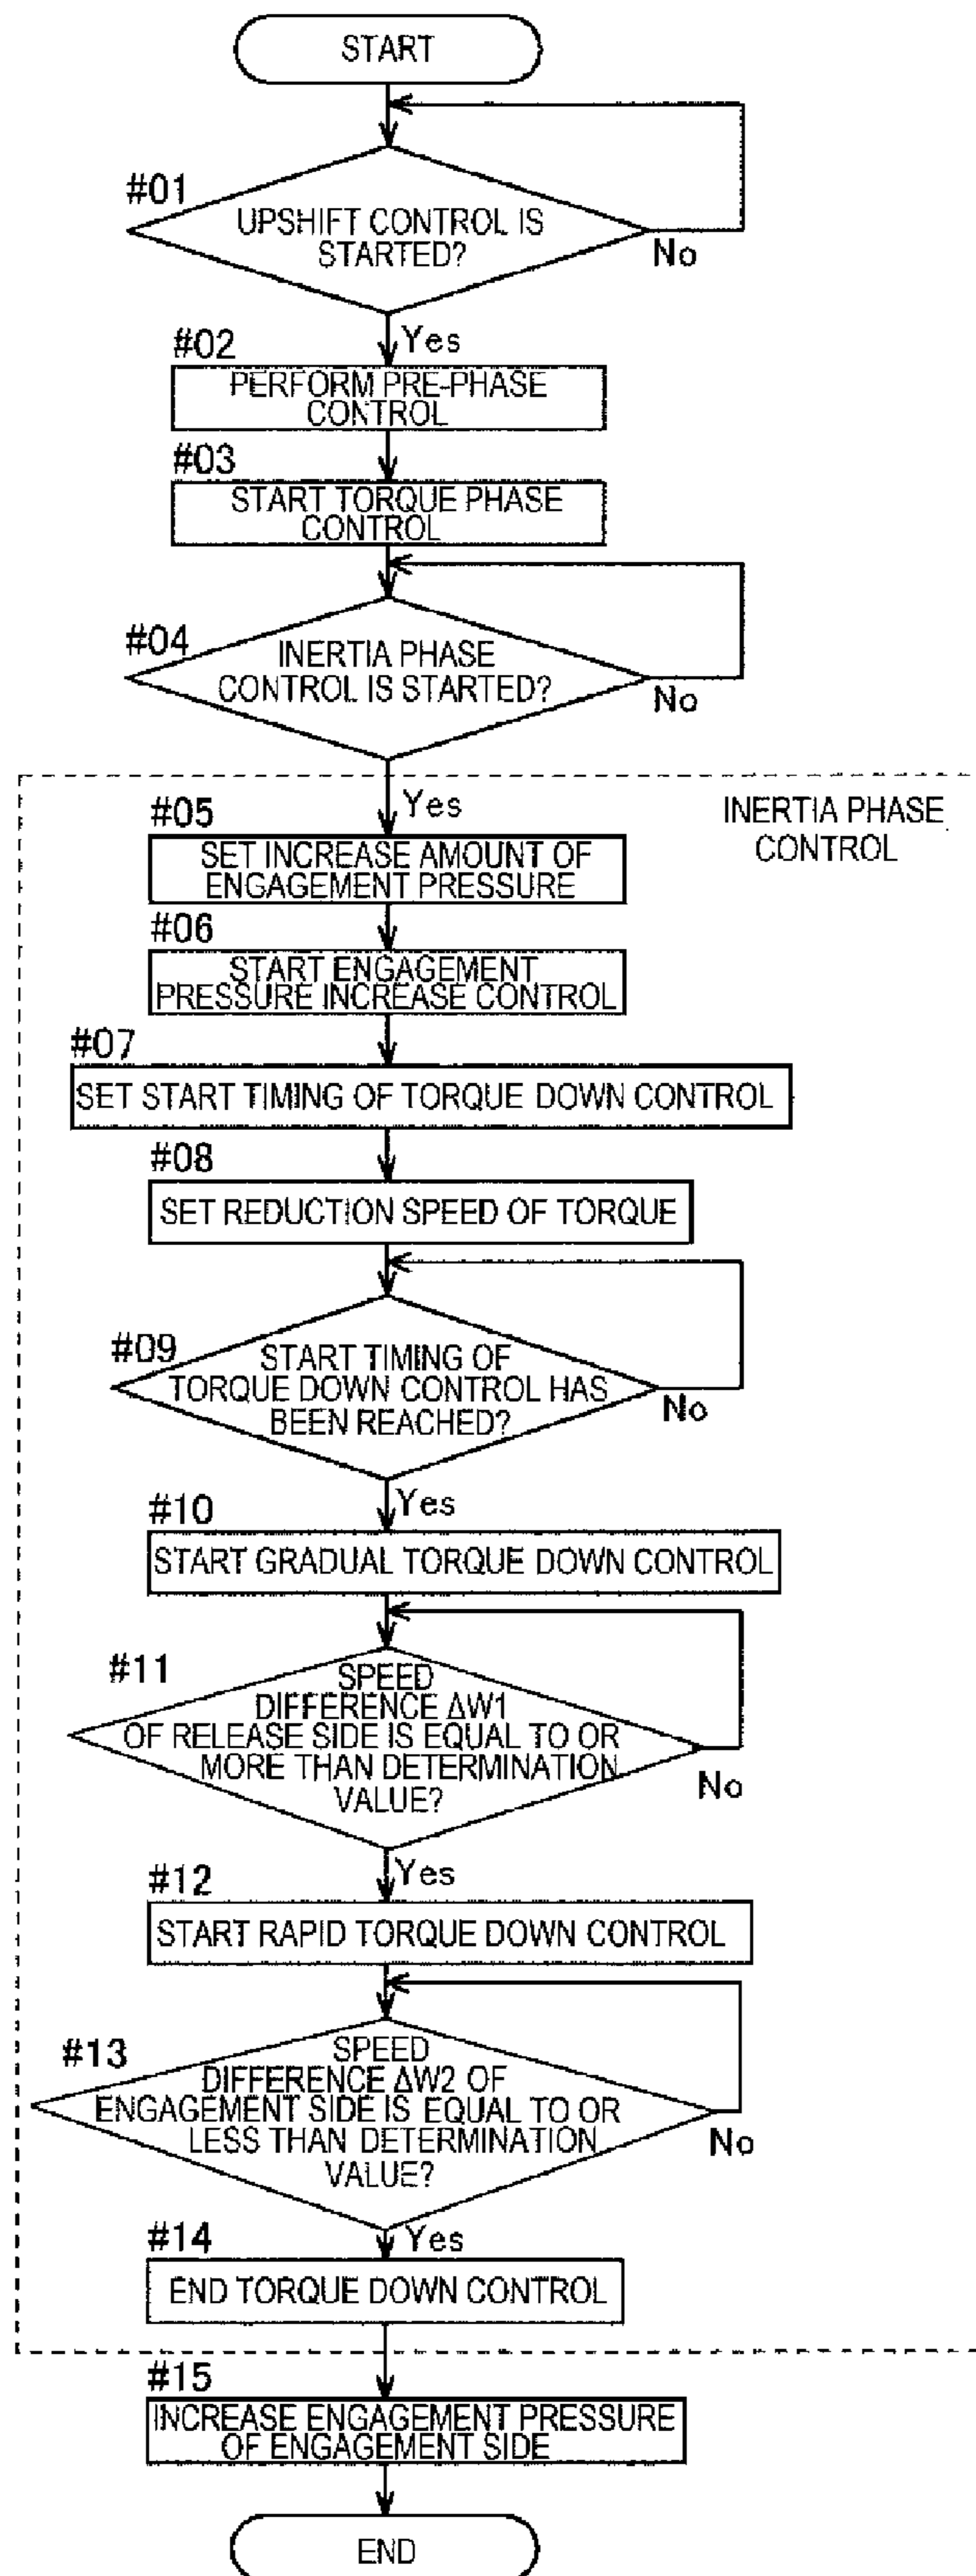 START
#01
UPSHIFT CONTROL IS
STARTED?
No
Yes
#02
PERFORM PRE-PHASE
CONTROL
#03
START TORQUE PHASE
CONTROL
#04
INERTIA PHASE
CONTROL IS STARTED?
No
Yes
INERTIA PHASE
CONTROL
#05
SET INCREASE AMOUNT OF
ENGAGEMENT PRESSURE
#06
START ENGAGEMENT
PRESSURE INCREASE CONTROL
#07
SET START TIMING OF TORQUE DOWN CONTROL
#08
SET REDUCTION SPEED OF TORQUE
#09
START TIMING OF
TORQUE DOWN CONTROL HAS
BEEN REACHED?
No
Yes
#10
START GRADUAL TORQUE DOWN CONTROL
#11
SPEED
DIFFERENCE ΔW1
OF RELEASE SIDE IS EQUAL TO OR
MORE THAN DETERMINATION
VALUE?
No
Yes
#12
START RAPID TORQUE DOWN CONTROL
#13
SPEED
DIFFERENCE ΔW2 OF
ENGAGEMENT SIDE IS EQUAL TO OR
LESS THAN DETERMINATION
VALUE?
No
Yes
#14
END TORQUE DOWN CONTROL
#15
INCREASE ENGAGEMENT PRESSURE
OF ENGAGEMENT SIDE
END